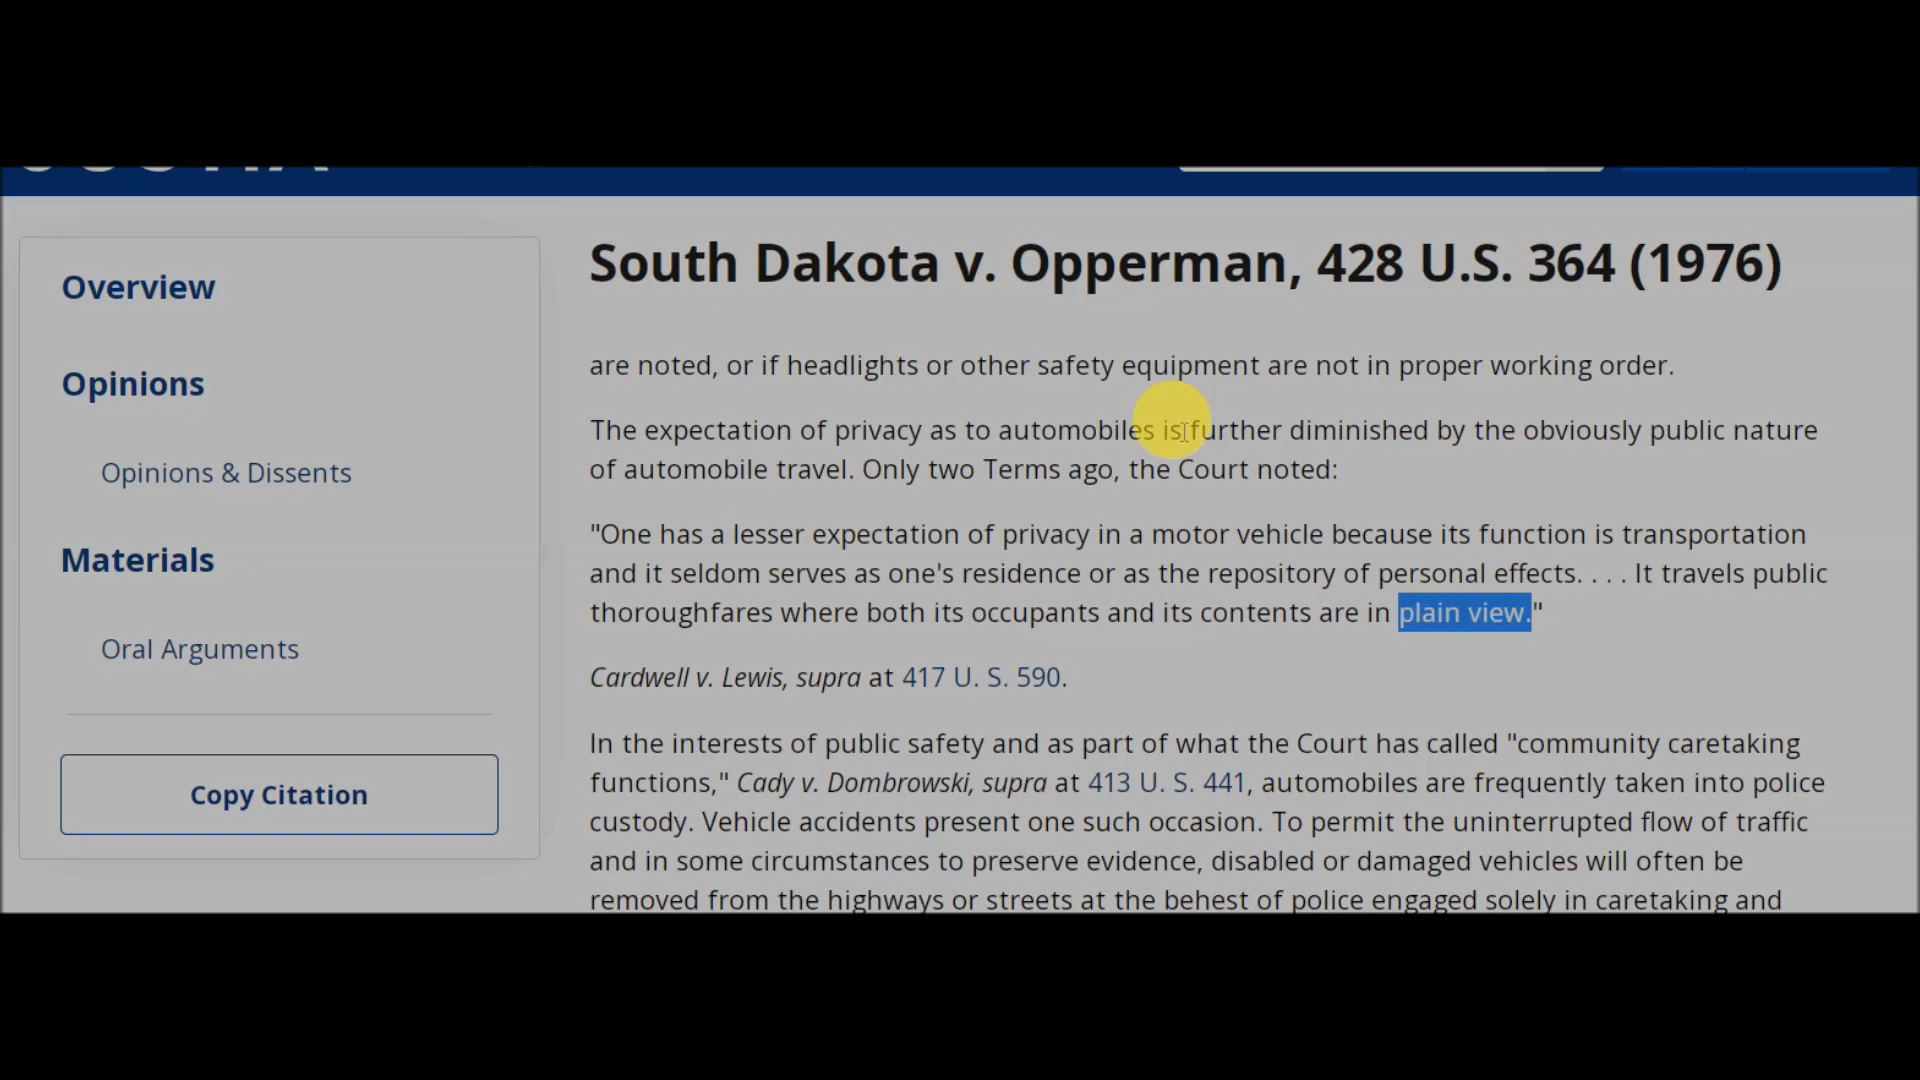 South Dakota v. Opperman, 428 U.S. 364 (1976)
Overview
Opinions
Opinions & Dissents
Materials
Oral Arguments
Copy Citation
are noted, or if headlights or other safety equipment are not in proper working order.
The expectation of privacy as to automobiles is further diminished by the obviously public nature
of automobile travel. Only two Terms ago, the Court noted:
"One has a lesser expectation of privacy in a motor vehicle because its function is transportation
and it seldom serves as one's residence or as the repository of personal effects. . . . It travels public
thoroughfares where both its occupants and its contents are in plain view."
Cardwell v. Lewis, supra at 417 U. S. 590.
In the interests of public safety and as part of what the Court has called "community caretaking
functions," Cady v. Dombrowski, supra at 413 U. S. 441, automobiles are frequently taken into police
custody. Vehicle accidents present one such occasion. To permit the uninterrupted flow of traffic
and in some circumstances to preserve evidence, disabled or damaged vehicles will often be
removed from the highways or streets at the behest of police engaged solely in caretaking and